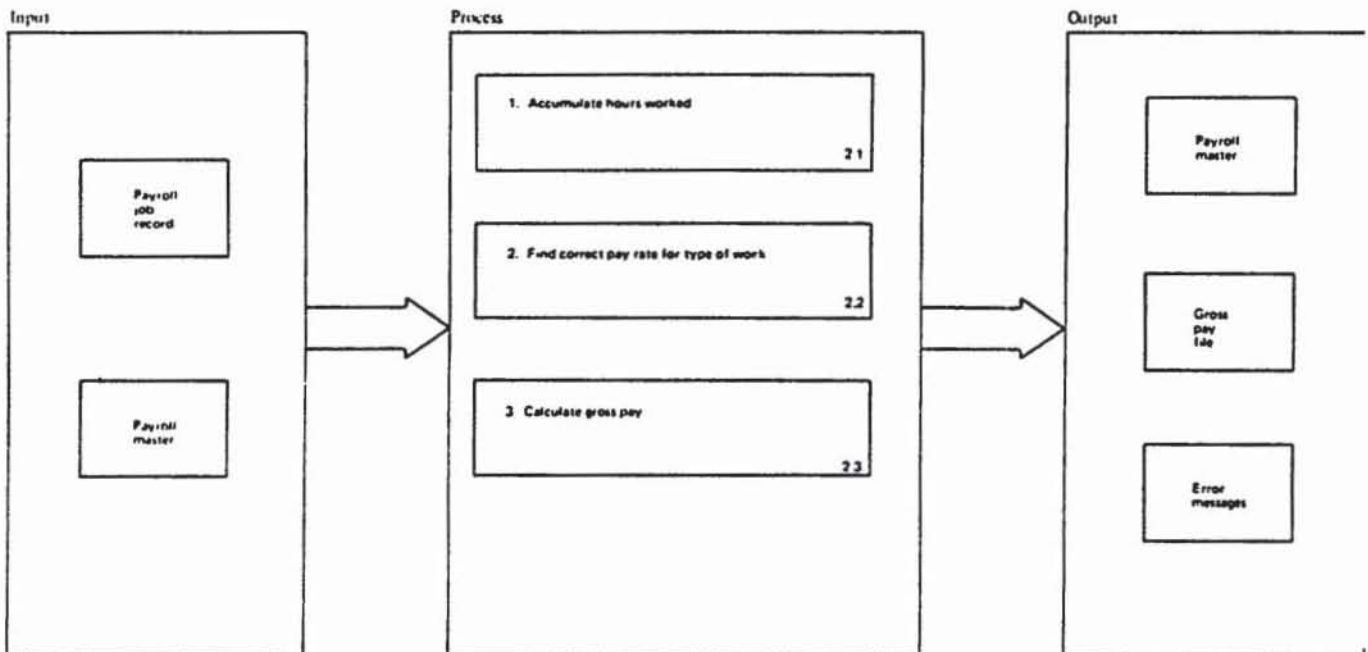 Input
Process
Output
Payroll
job
record
Payroll
master
1. Accumulate hours worked
2 1
2. Find correct pay rate for type of work
2.2
3 Calculate gross pay
2 3
Payroll
master
Gross
pay
file
Error
messages